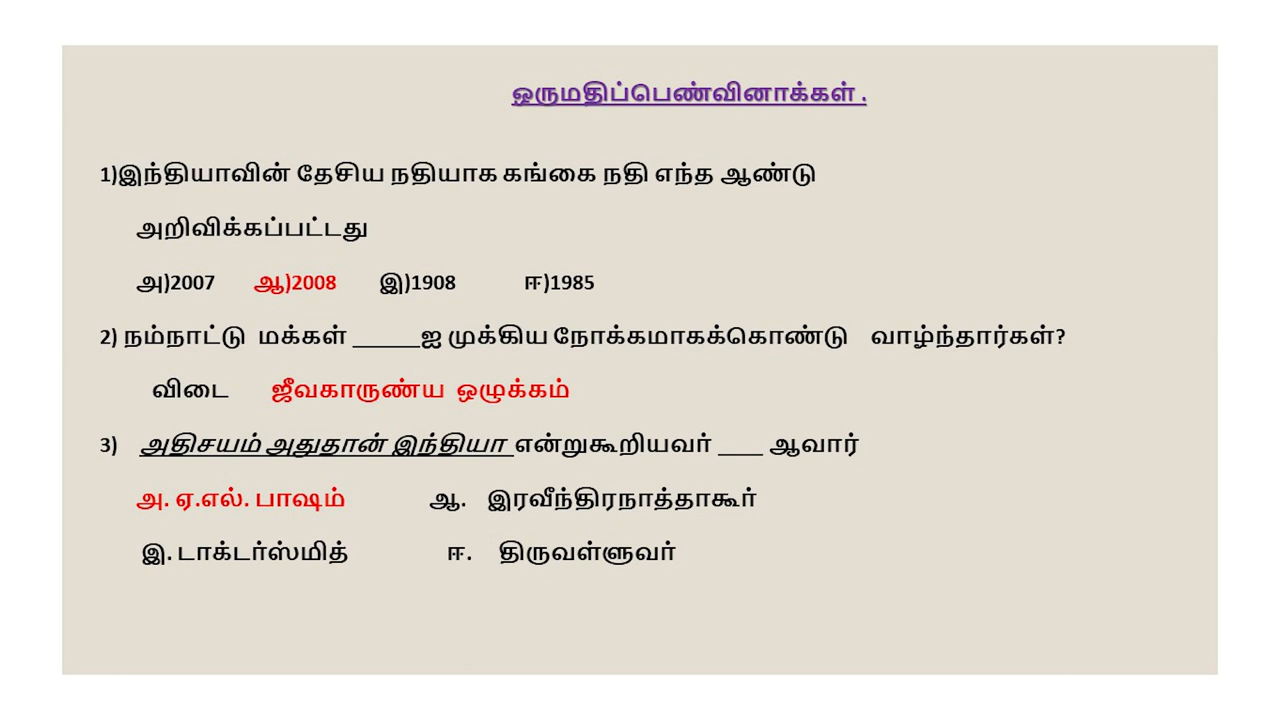 ஒருமதிப்பெண்வினாக்கள் .
1)இந்தியாவின் தேசிய நதியாக கங்கை நதி எந்த ஆண்டு
அறிவிக்கப்பட்டது
அ)2007 ஆ)2008 இ)1908 ஈ)1985
2) நம்நாட்டு மக்கள் ______ஐ முக்கிய நோக்கமாகக்கொண்டு வாழ்ந்தார்கள்?
விடை ஜீவகாருண்ய ஒழுக்கம்
3) அதிசயம் அதுதான் இந்தியா என்றுகூறியவர் ____ ஆவார்
அ. ஏ.எல். பாஷம் ஆ. இரவீந்திரநாத்தாகூர்
இ. டாக்டர்ஸ்மித் ஈ. திருவள்ளுவர்